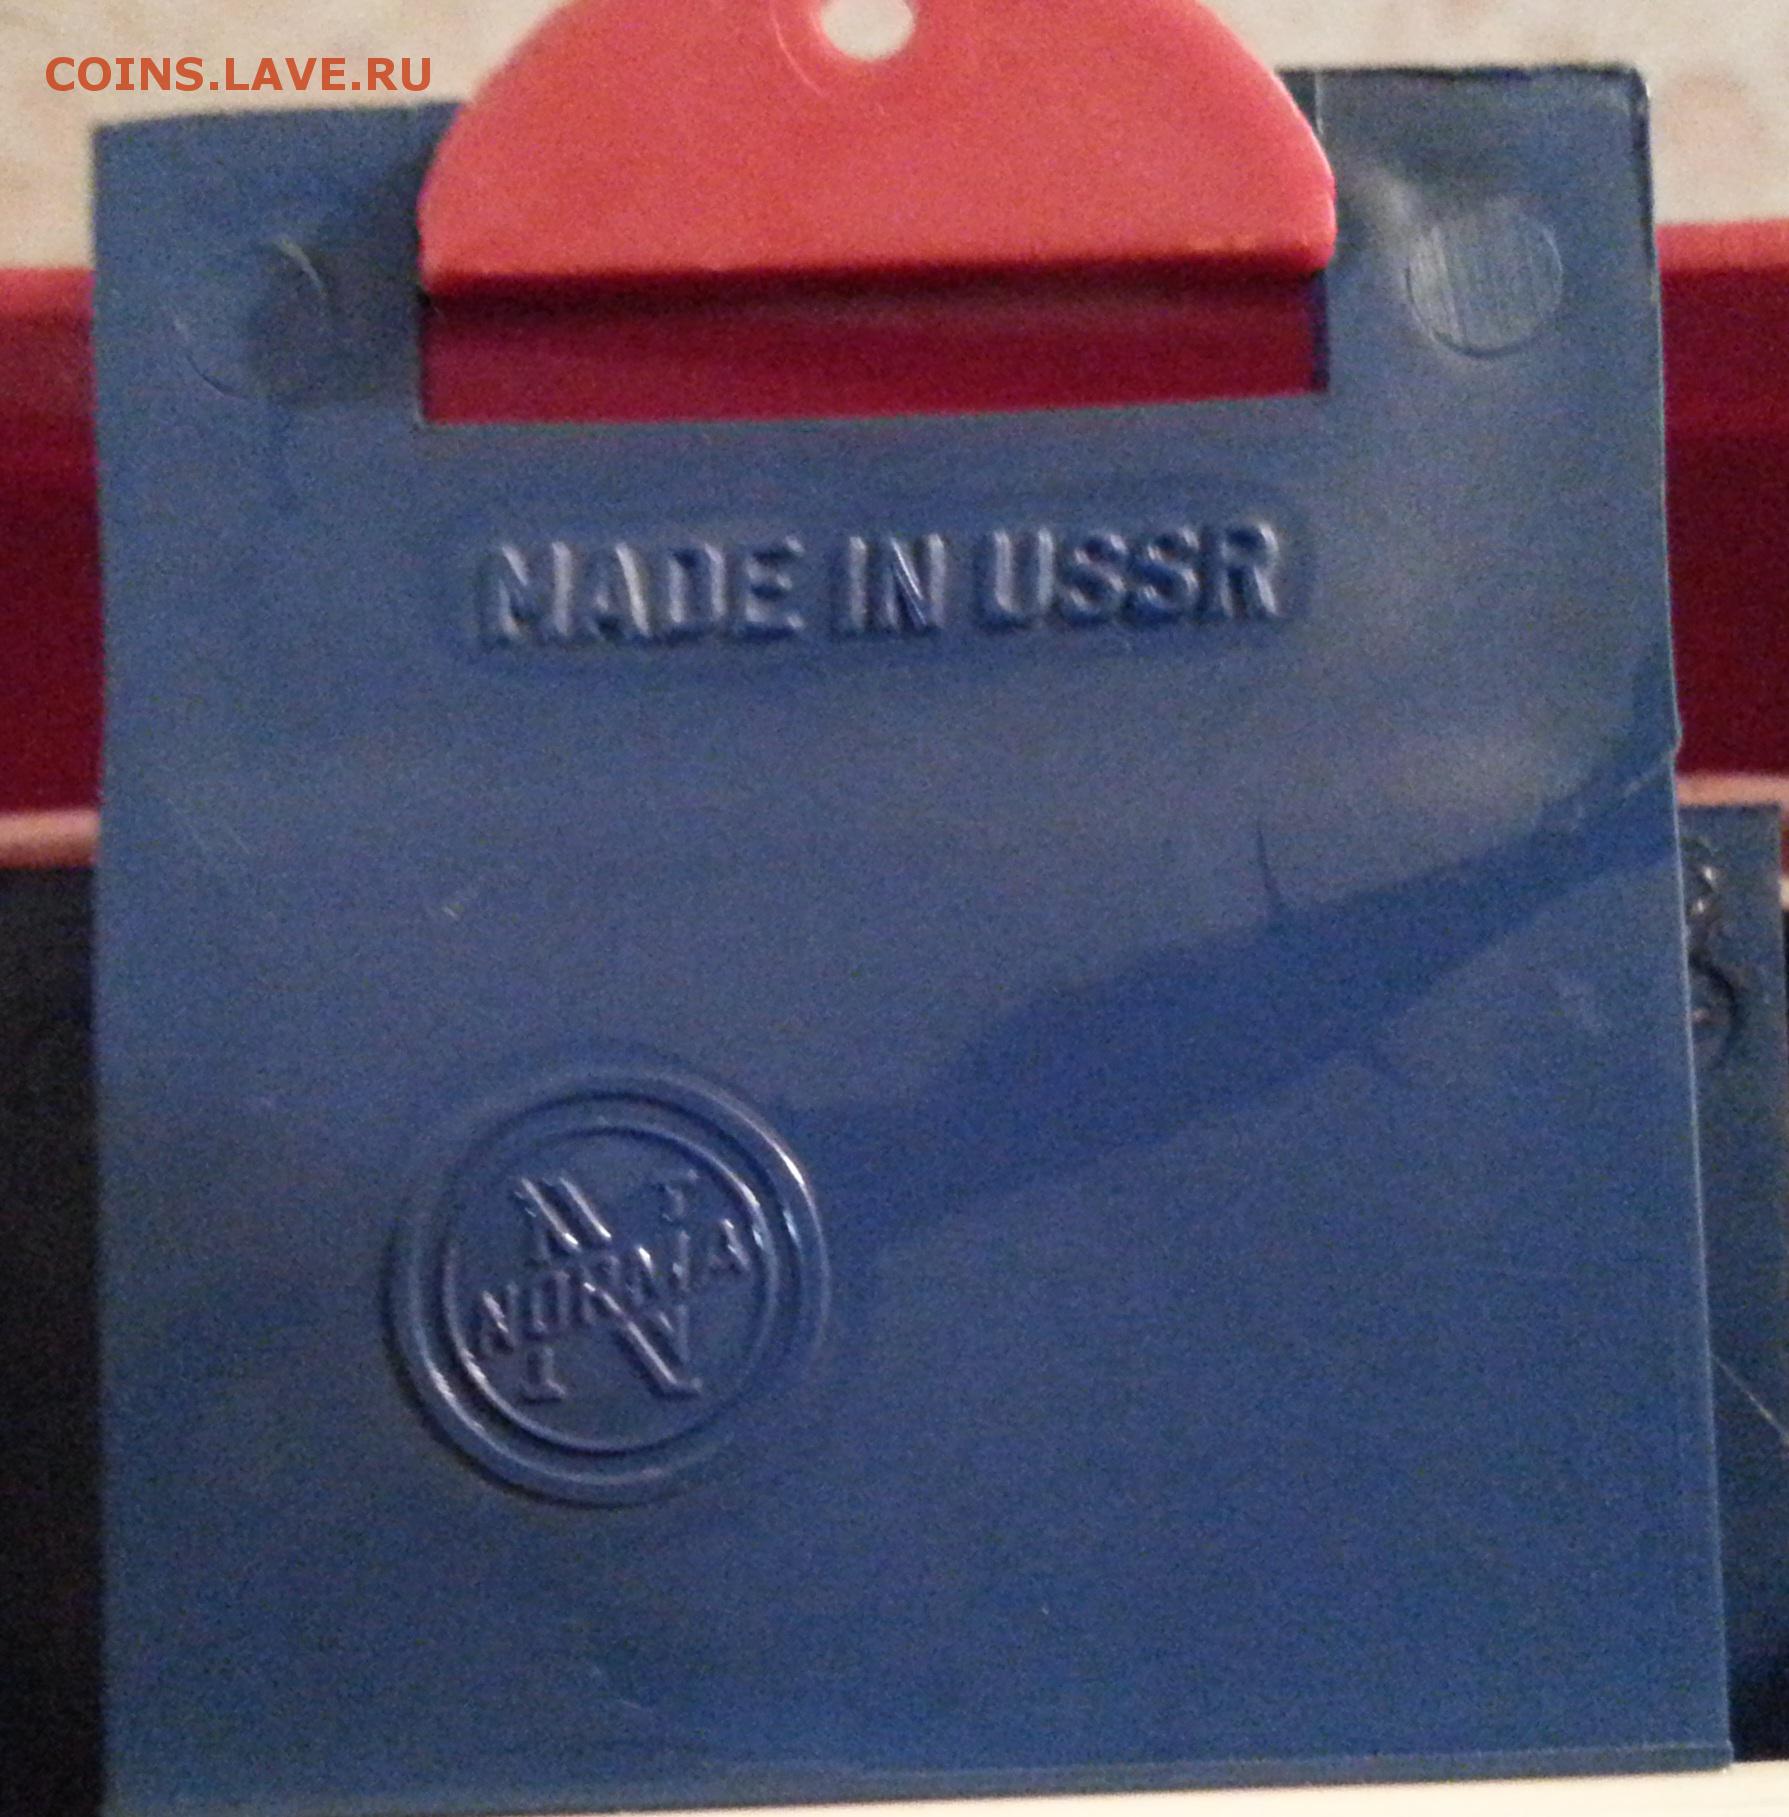 COINS.LAVE.RU
MADE IN USSR
N
NORMA